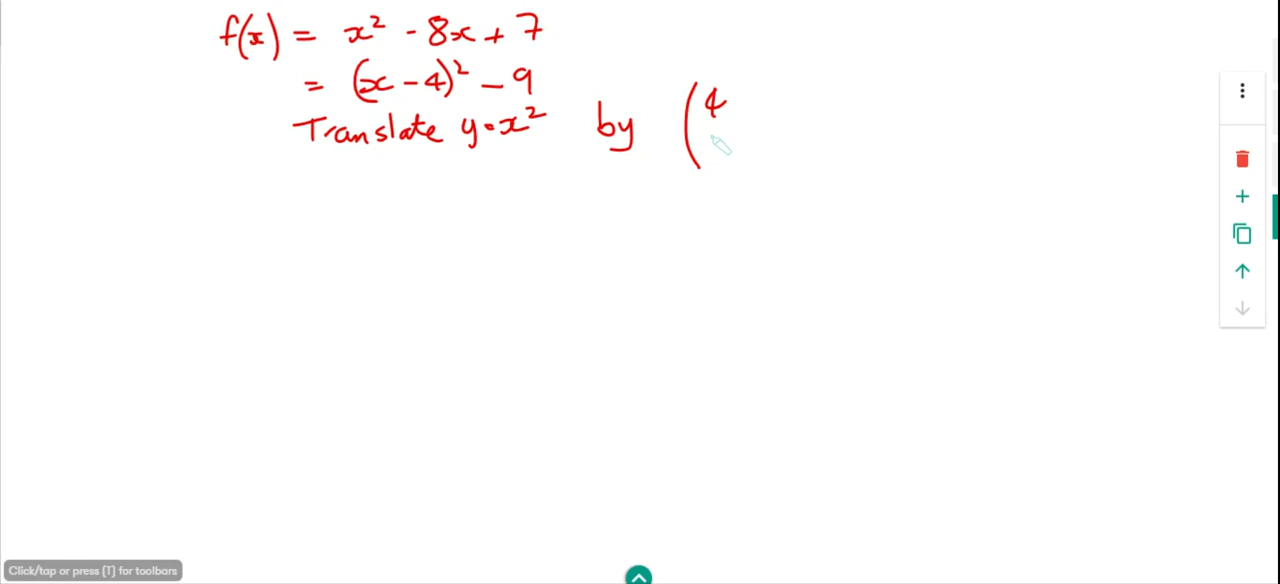 f(x) = x² - 8x + 7
= (x - 4)² - 9
Translate y = x² by (4
Click/tap or press [T] for toolbars